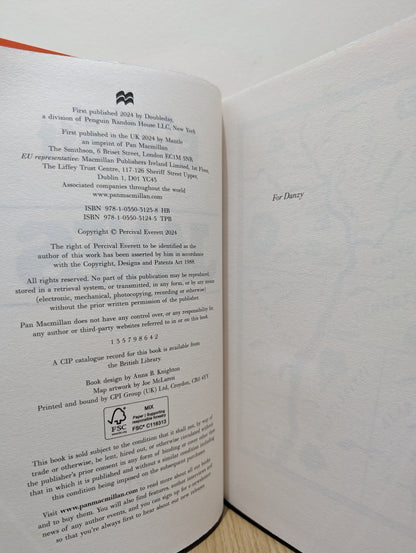 First published 2024 by Doubleday,
a division of Penguin Random House LLC, New York
First published in the UK 2024 by Mantle
an imprint of Pan Macmillan
The Smithson, 6 Briset Street, London EC1M 5NR
EU representative: Macmillan Publishers Ireland Limited, 1st Floor,
The Liffey Trust Centre, 117-126 Sheriff Street Upper,
Dublin 1, D01 YC43
Associated companies throughout the world
www.panmacmillan.com
ISBN 978-1-0350-3123-8 HB
ISBN 978-1-0350-3124-5 TPB
Copyright © Percival Everett 2024
The right of Percival Everett to be identified as the
author of this work has been asserted by him in accordance
with the Copyright, Designs and Patents Act 1988.
All rights reserved. No part of this publication may be reproduced,
stored in a retrieval system, or transmitted, in any form, or by any means
(electronic, mechanical, photocopying, recording or otherwise)
without the prior written permission of the publisher.
Pan Macmillan does not have any control over, or any responsibility for,
any author or third-party websites referred to in or on this book.
1 3 5 7 9 8 6 4 2
A CIP catalogue record for this book is available from
the British Library.
Book design by Anna B. Knighton
Map artwork by Joe McLaren
Printed and bound by CPI Group (UK) Ltd, Croydon, CR0 4YY
FSC
www.fsc.org
MIX
Paper | Supporting
responsible forestry
FSC® C116313
This book is sold subject to the condition that it shall not, by way of
trade or otherwise, be lent, hired out, or otherwise circulated without
the publisher's prior consent in any form of binding or cover other than
that in which it is published and without a similar condition including
this condition being imposed on the subsequent purchaser.
Visit www.panmacmillan.com to read more about all our books
and to buy them. You will also find features, author interviews and
news of any author events, and you can sign up for e-newsletters
so that you're always first to hear about our new releases.
For Danzy